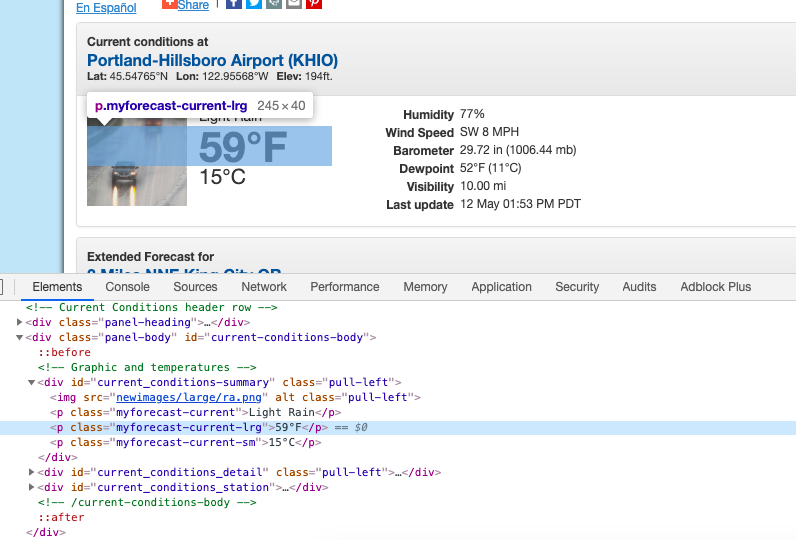 En Español
Share
Current conditions at
Portland-Hillsboro Airport (KHIO)
Lat: 45.54765°N Lon: 122.95568°W Elev: 194ft.
p.myforecast-current-lrg 245 × 40
Light Rain
59°F
15°C
Humidity 77%
Wind Speed SW 8 MPH
Barometer 29.72 in (1006.44 mb)
Dewpoint 52°F (11°C)
Visibility 10.00 mi
Last update 12 May 01:53 PM PDT
Extended Forecast for
2 Miles NNE King City OR
Elements Console Sources Network Performance Memory Application Security Audits Adblock Plus
<!-- Current Conditions header row -->
<div class="panel-heading">…</div>
<div class="panel-body" id="current-conditions-body">
::before
<!-- Graphic and temperatures -->
<div id="current_conditions-summary" class="pull-left">
<img src="newimages/large/ra.png" alt class="pull-left">
<p class="myforecast-current">Light Rain</p>
<p class="myforecast-current-lrg">59°F</p> == $0
<p class="myforecast-current-sm">15°C</p>
</div>
<div id="current_conditions_detail" class="pull-left">…</div>
<div id="current_conditions_station">…</div>
<!-- /current-conditions-body -->
::after
</div>